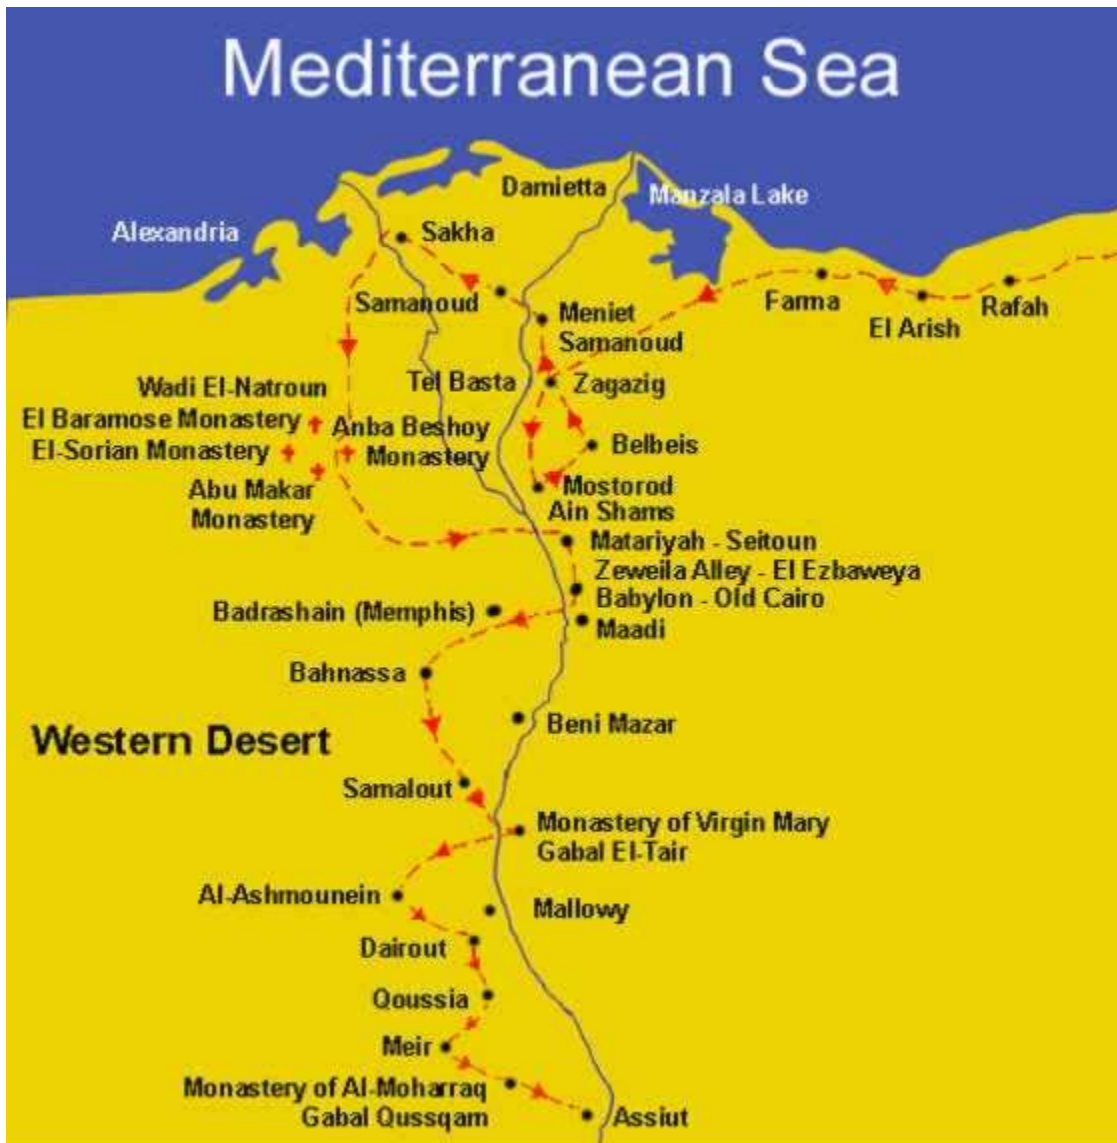 Mediterranean Sea
Damietta
Manzala Lake
Alexandria
Sakha
Samanoud
Meniet
Samanoud
Farma
El Arish
Rafah
Tel Basta
Zagazig
Wadi El-Natroun
El Baramose Monastery
El-Sorian Monastery
Anba Beshoy
Monastery
Abu Makar
Monastery
Belbeis
Mostorod
Ain Shams
Matariyah - Seitoun
Zeweila Alley - El Ezbaweya
Babylon - Old Cairo
Badrashain (Memphis)
Maadi
Bahnassa
Western Desert
Beni Mazar
Samalout
Monastery of Virgin Mary
Gabal El-Tair
Al-Ashmounein
Mallowy
Dairout
Qoussia
Meir
Monastery of Al-Moharraq
Gabal Qussqam
Assiut